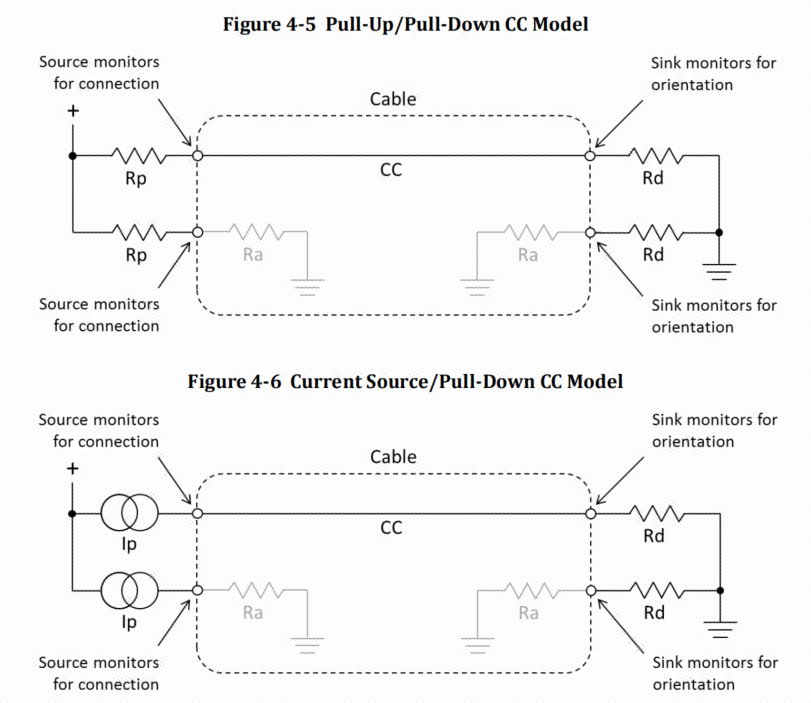 Figure 4-5 Pull-Up/Pull-Down CC Model
Source monitors
for connection
Sink monitors for
orientation
Cable
+
CC
Rp
Rd
Rp
Ra
Ra
Rd
Source monitors
for connection
Sink monitors for
orientation
Figure 4-6 Current Source/Pull-Down CC Model
Source monitors
for connection
Sink monitors for
orientation
Cable
+
CC
Ip
Rd
Ip
Ra
Ra
Rd
Source monitors
for connection
Sink monitors for
orientation